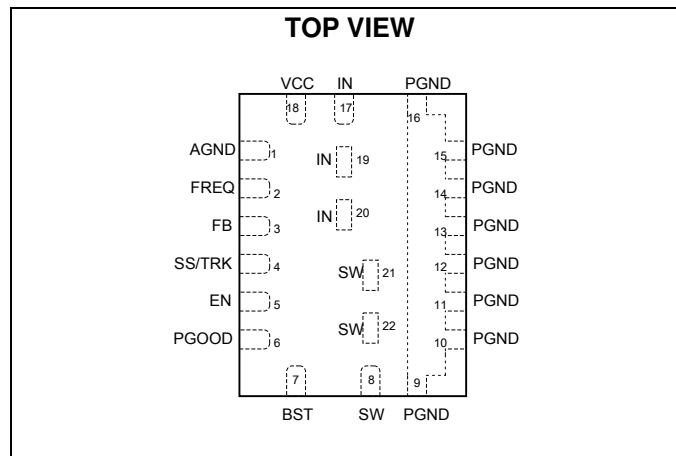 TOP VIEW
VCC IN PGND
18 17 16
AGND 1 IN 19 15 PGND
FREQ 2 14 PGND
IN 20
FB 3 13 PGND
SS/TRK 4 SW 21 12 PGND
EN 5 11 PGND
SW 22
PGOOD 6 10 PGND
7 8 9
BST SW PGND